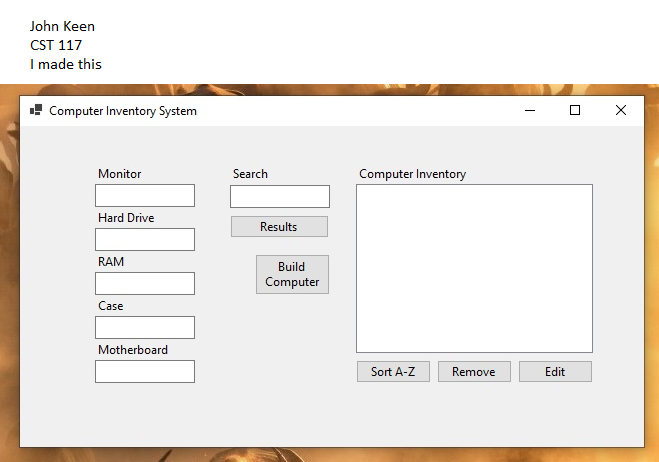 John Keen
CST 117
I made this
Computer Inventory System
Monitor
Hard Drive
RAM
Case
Motherboard
Search
Results
Build
Computer
Computer Inventory
Sort A-Z
Remove
Edit